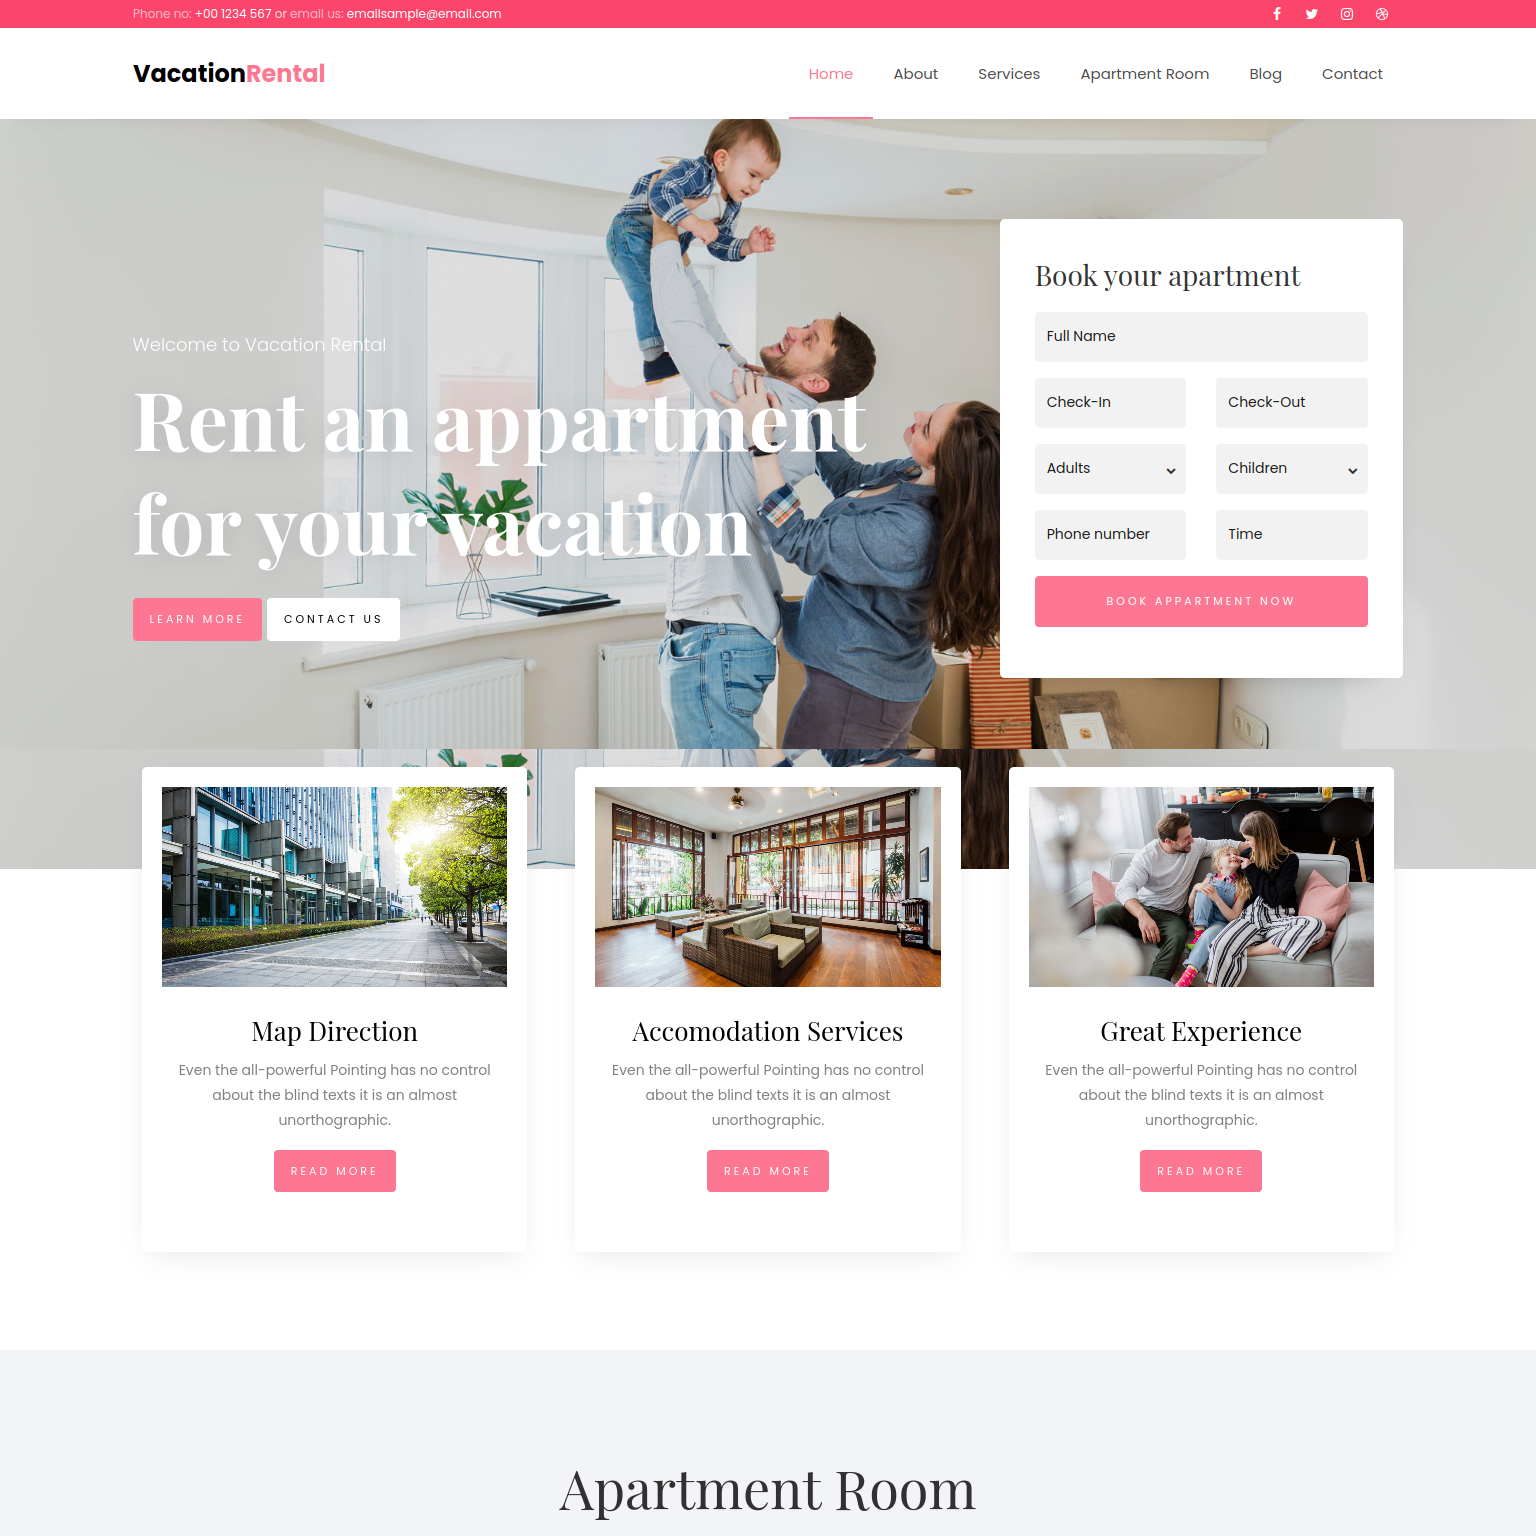 Phone no: +00 1234 567 or email us: emailsample@email.com
VacationRental
Home
About
Services
Apartment Room
Blog
Contact
Welcome to Vacation Rental
Rent an appartment
for your vacation
LEARN MORE
CONTACT US
Book your apartment
Full Name
Check-In
Check-Out
Adults
Children
Phone number
Time
BOOK APPARTMENT NOW
Map Direction
Even the all-powerful Pointing has no control
about the blind texts it is an almost
unorthographic.
READ MORE
Accomodation Services
Even the all-powerful Pointing has no control
about the blind texts it is an almost
unorthographic.
READ MORE
Great Experience
Even the all-powerful Pointing has no control
about the blind texts it is an almost
unorthographic.
READ MORE
Apartment Room